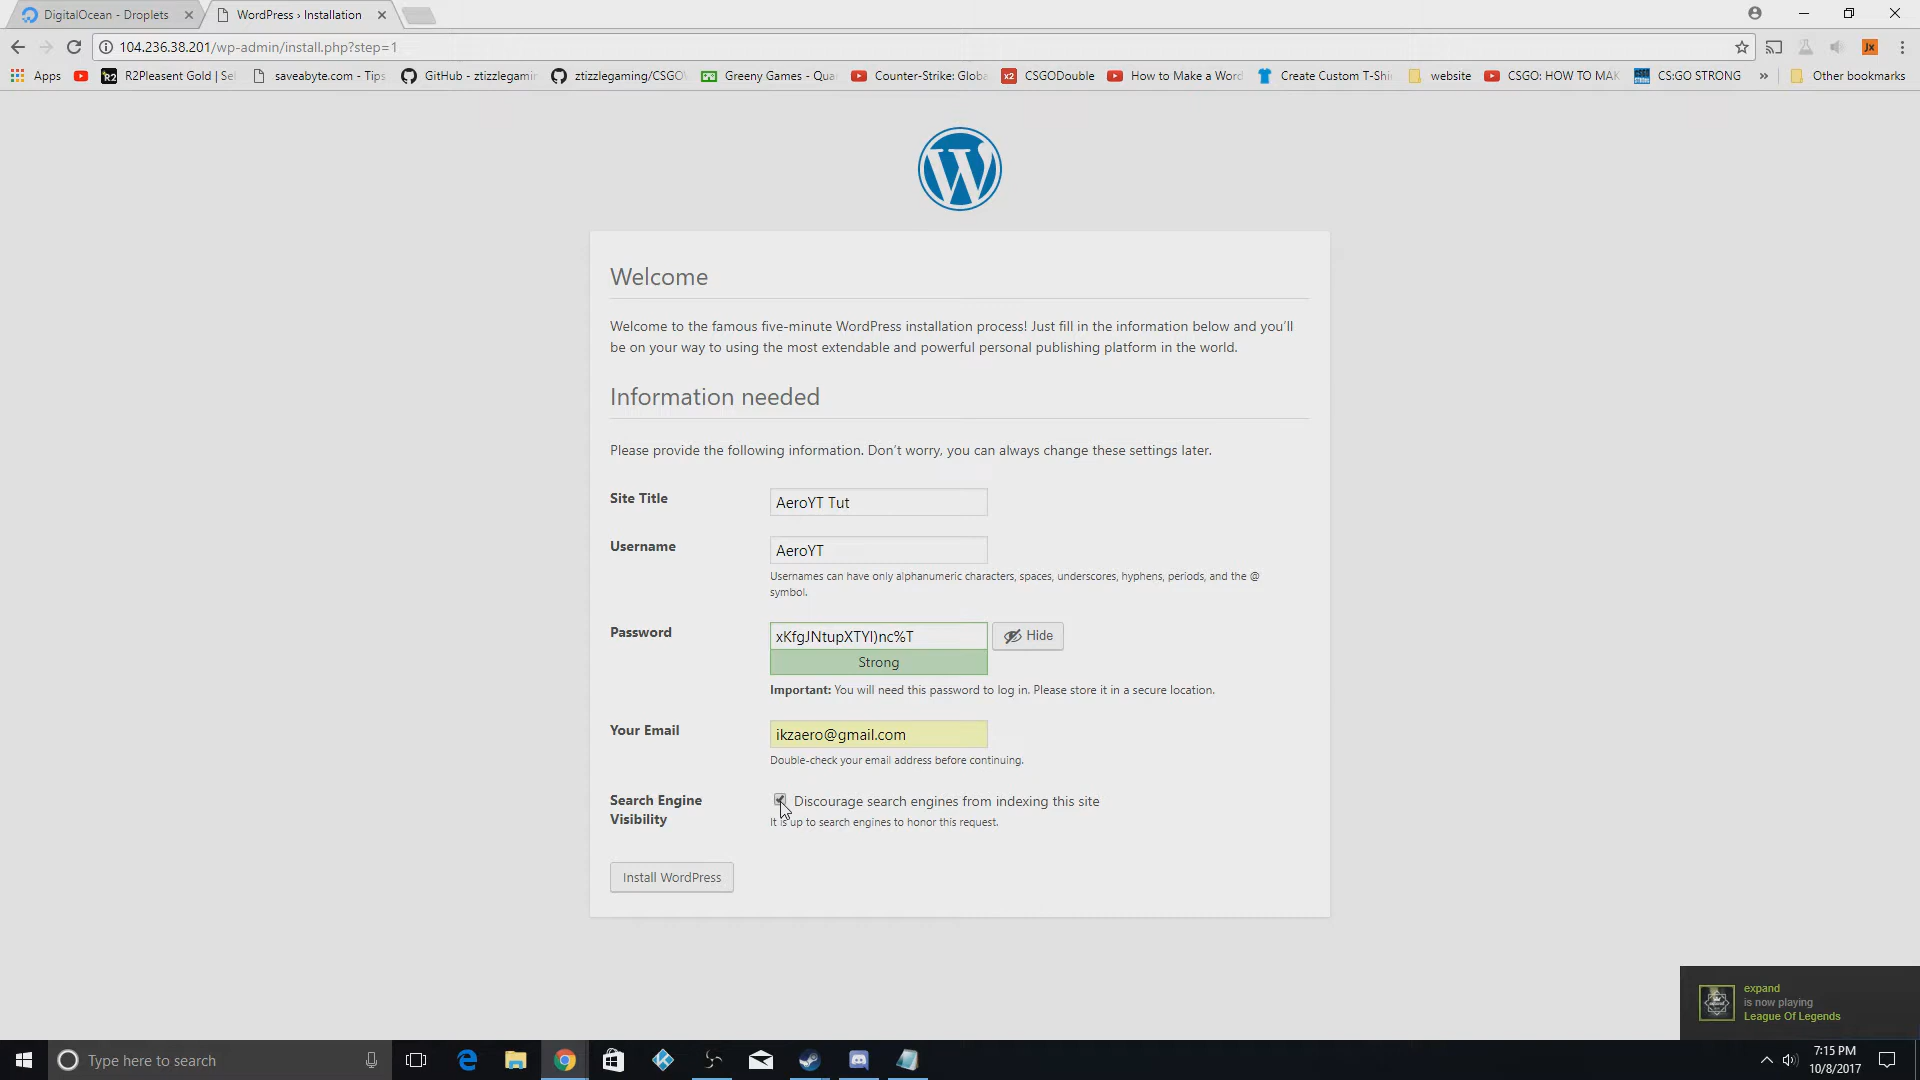 DigitalOcean - Droplets
WordPress › Installation
104.236.38.201/wp-admin/install.php?step=1
Apps
R2Pleasent Gold | Se
saveabyte.com - Tips
GitHub - ztizzlegamin
ztizzlegaming/CSGOV
Greeny Games - Qua
Counter-Strike: Globa
CSGODouble
How to Make a Word
Create Custom T-Shi
website
CSGO: HOW TO MAK
CS:GO STRONG
»
Other bookmarks
Welcome
Welcome to the famous five-minute WordPress installation process! Just fill in the information below and you’ll
be on your way to using the most extendable and powerful personal publishing platform in the world.
Information needed
Please provide the following information. Don’t worry, you can always change these settings later.
Site Title
AeroYT Tut
Username
AeroYT
Usernames can have only alphanumeric characters, spaces, underscores, hyphens, periods, and the @
symbol.
Password
xKfgJNtupXTYl)nc%T
Hide
Strong
Important: You will need this password to log in. Please store it in a secure location.
Your Email
ikzaero@gmail.com
Double-check your email address before continuing.
Search Engine
Visibility
Discourage search engines from indexing this site
It is up to search engines to honor this request.
Install WordPress
expand
is now playing
League Of Legends
Type here to search
7:15 PM
10/8/2017